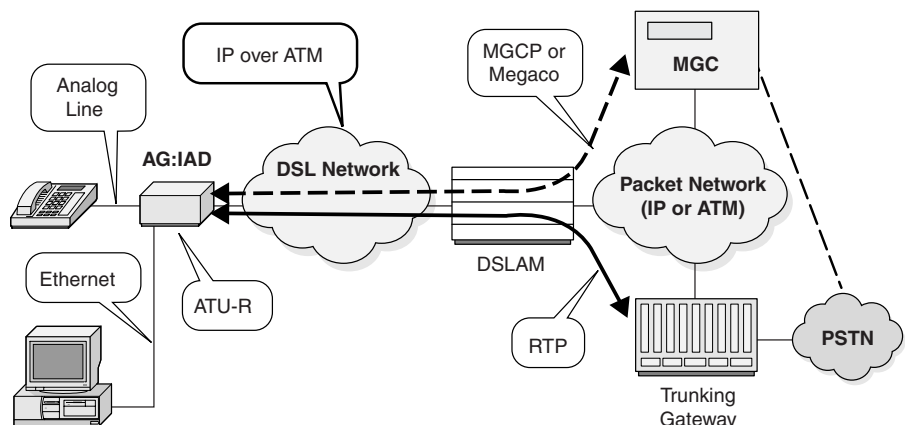 IP over ATM
MGCP or
Megaco
MGC
Analog
Line
AG:IAD
DSL Network
Packet Network
(IP or ATM)
DSLAM
Ethernet
ATU-R
RTP
PSTN
Trunking
Gateway